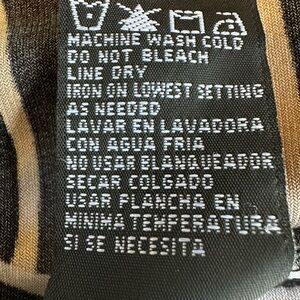 MACHINE WASH COLD
DO NOT BLEACH
LINE DRY
IRON ON LOWEST SETTING
AS NEEDED
LAVAR EN LAVADORA
CON AGUA FRIA
NO USAR BLANQUEADOR
SECAR COLGADO
USAR PLANCHA EN
MINIMA TEMPERATURA
SI SE NECESITA